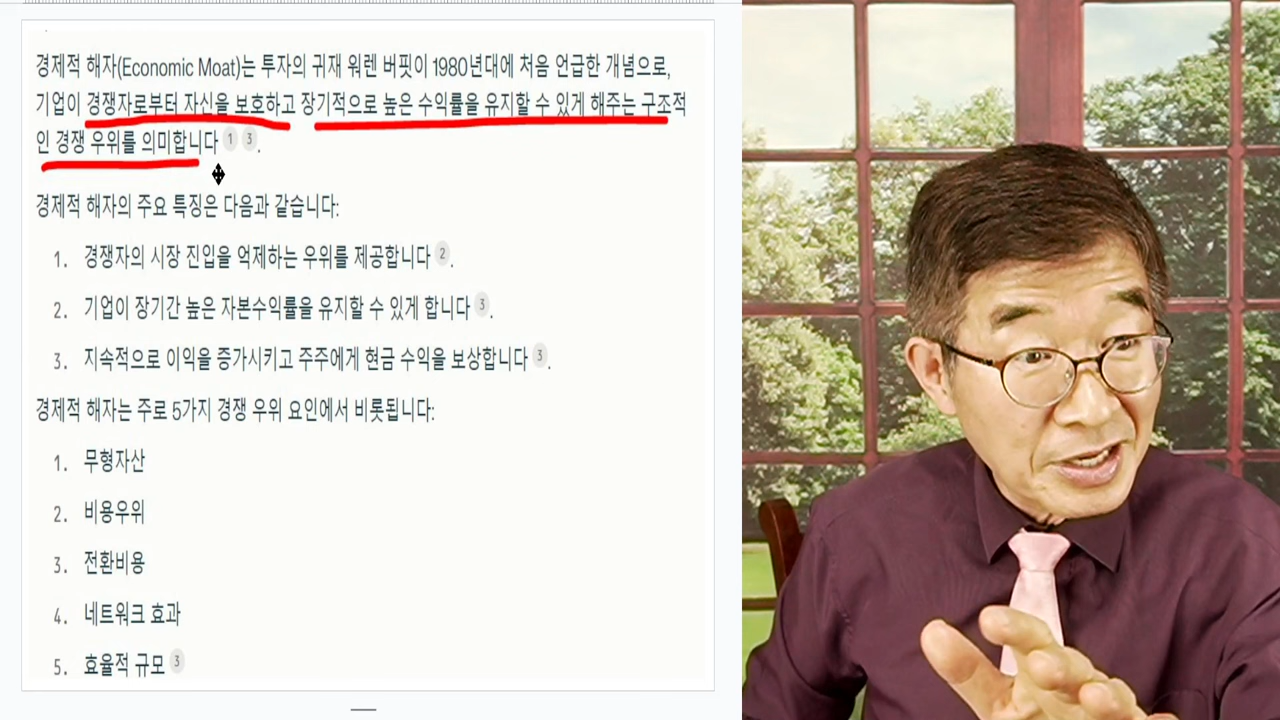 경제적 해자(Economic Moat)는 투자의 귀재 워렌 버핏이 1980년대에 처음 언급한 개념으로,
기업이 경쟁자로부터 자신을 보호하고 장기적으로 높은 수익률을 유지할 수 있게 해주는 구조적
인 경쟁 우위를 의미합니다 1 3 .
경제적 해자의 주요 특징은 다음과 같습니다:
1. 경쟁자의 시장 진입을 억제하는 우위를 제공합니다 2 .
2. 기업이 장기간 높은 자본수익률을 유지할 수 있게 합니다 3 .
3. 지속적으로 이익을 증가시키고 주주에게 현금 수익을 보상합니다 3 .
경제적 해자는 주로 5가지 경쟁 우위 요인에서 비롯됩니다:
1. 무형자산
2. 비용우위
3. 전환비용
4. 네트워크 효과
5. 효율적 규모 3